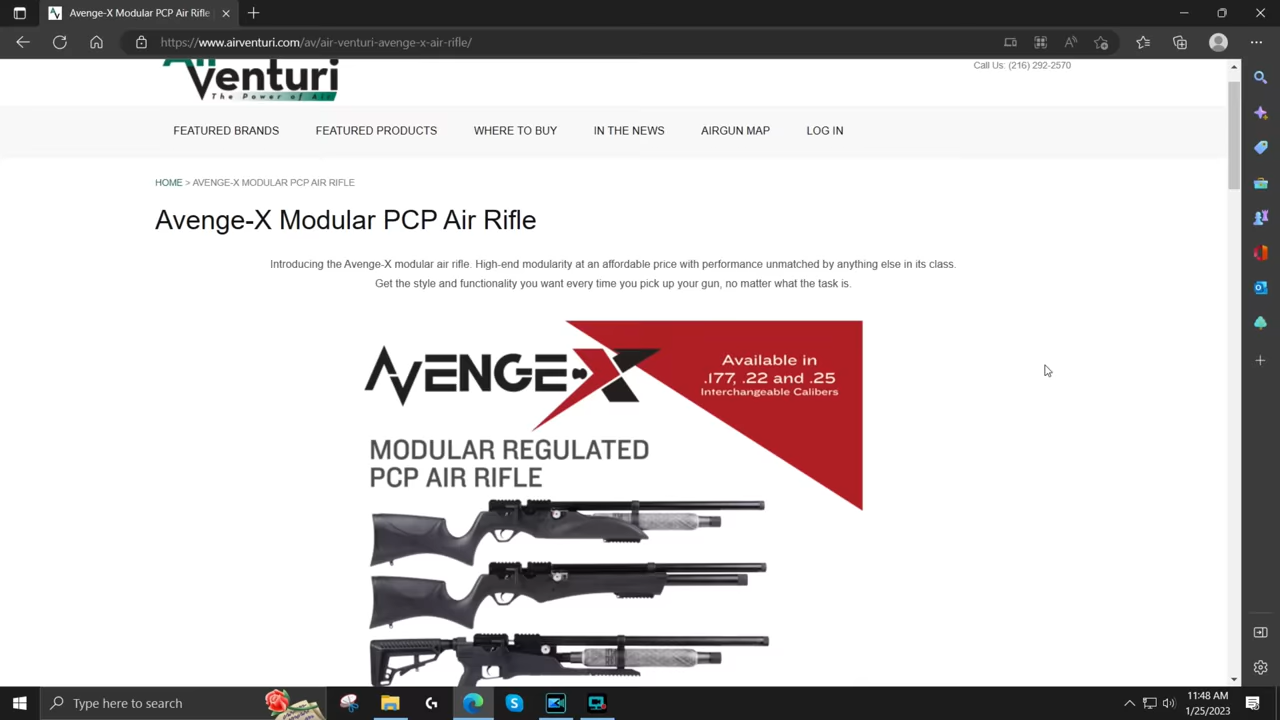 Avenge-X Modular PCP Air Rifle -
https://www.airventuri.com/av/air-venturi-avenge-x-air-rifle/
Air
Venturi
The Power of Air
Call Us: (216) 292-2570
FEATURED BRANDS FEATURED PRODUCTS WHERE TO BUY IN THE NEWS AIRGUN MAP LOG IN
HOME > AVENGE-X MODULAR PCP AIR RIFLE
Avenge-X Modular PCP Air Rifle
Introducing the Avenge-X modular air rifle. High-end modularity at an affordable price with performance unmatched by anything else in its class.
Get the style and functionality you want every time you pick up your gun, no matter what the task is.
AVENGE-X
Available in
.177, .22 and .25
Interchangeable Calibers
MODULAR REGULATED
PCP AIR RIFLE
Type here to search
11:48 AM
1/25/2023